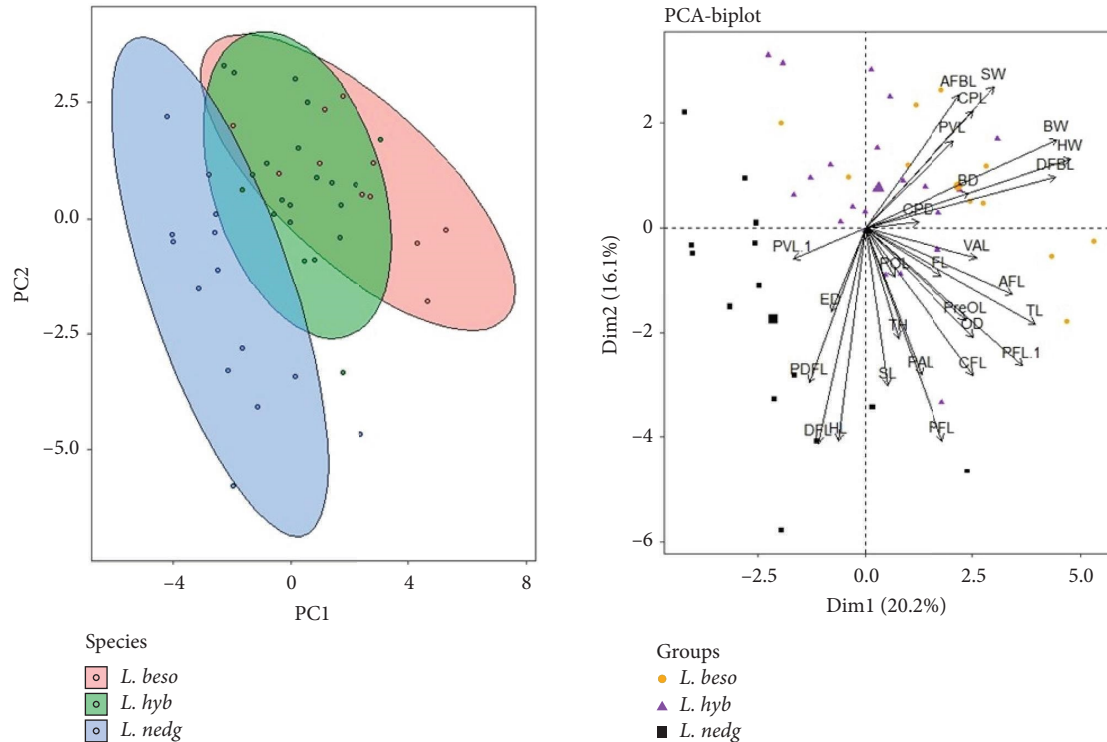 2.5
0.0
−2.5
−5.0
PC2
−4
0
4
8
PC1
Species
L. beso
L. hyb
L. nedg
PCA-biplot
2
0
−2
−4
−6
Dim2 (16.1%)
AFBL
SW
CPL
PVL
BW
HW
DFBL
BD
CPD
PVL.1
VAL
POL
FL
AFL
ED
PreOL
TL
TH
OD
PFL.1
PDFL
SL
PAL
CFL
DFL
HL
−2.5
0.0
2.5
5.0
Dim1 (20.2%)
Groups
L. beso
L. hyb
L. nedg